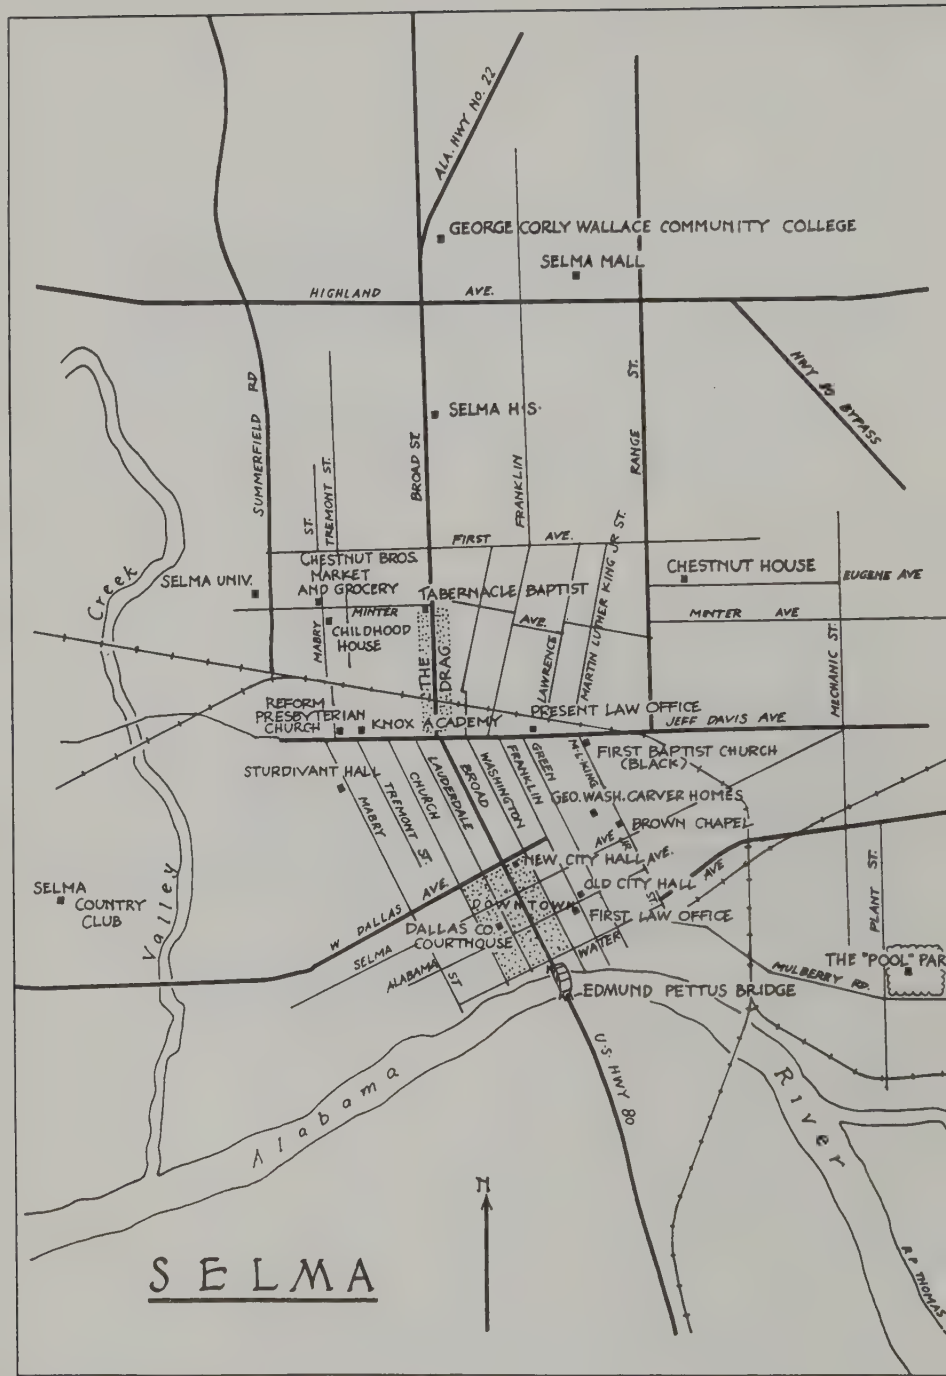 ALA. HWY NO. 22
GEORGE CORLY WALLACE COMMUNITY COLLEGE
SELMA MALL
HIGHLAND AVE.
HWY 80 BYPASS
SUMMERFIELD RD
BROAD ST.
SELMA H.S.
FRANKLIN
RANGE ST.
ST.
TREMONT ST.
FIRST AVE.
CHESTNUT BROS.
MARKET
AND GROCERY
SELMA UNIV.
Creek
TABERNACLE BAPTIST
CHESTNUT HOUSE
EUGENE AVE
MINTER AVE.
MINTER AVE
MABRY
CHILDHOOD
HOUSE
THE DRAG
LAWRENCE
MARTIN LUTHER KING JR ST.
MECHANIC ST.
REFORM
PRESBYTERIAN
CHURCH
KNOX ACADEMY
PRESENT LAW OFFICE
JEFF DAVIS AVE
STURDIVANT HALL
MABRY
TREMONT ST.
CHURCH
LAUDERDALE
BROAD
WASHINGTON
FRANKLIN
GREEN
M.L. KING
JR
ST.
FIRST BAPTIST CHURCH
(BLACK)
GEO. WASH. CARVER HOMES
BROWN CHAPEL
AVE
NEW CITY HALL
AVE.
AVE
OLD CITY HALL
DOWNTOWN
FIRST LAW OFFICE
SELMA
COUNTRY
CLUB
Valley
W DALLAS AVE.
DALLAS CO.
COURTHOUSE
SELMA
ALABAMA
ST
WATER
PLANT ST.
THE "POOL" PAR
MULBERRY RD.
EDMUND PETTUS BRIDGE
U.S. HWY 80
Alabama
River
R.P. THOMAS
N
SELMA